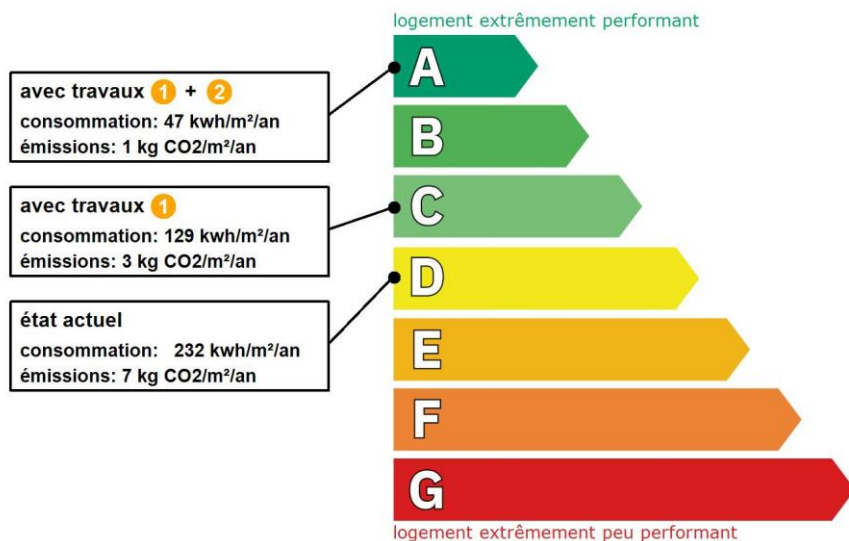 logement extrêmement performant
A
avec travaux 1 + 2
consommation: 47 kwh/m²/an
émissions: 1 kg CO2/m²/an
B
avec travaux 1
consommation: 129 kwh/m²/an
émissions: 3 kg CO2/m²/an
C
D
état actuel
consommation: 232 kwh/m²/an
émissions: 7 kg CO2/m²/an
E
F
G
logement extrêmement peu performant